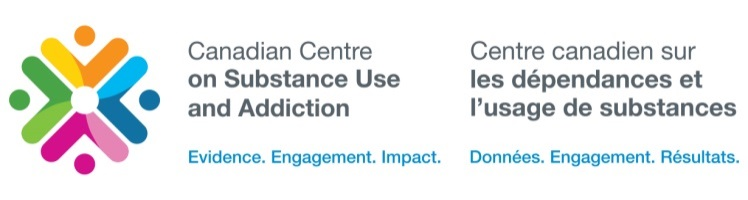 Canadian Centre
on Substance Use
and Addiction
Evidence. Engagement. Impact.
Centre canadien sur
les dépendances et
l'usage de substances
Données. Engagement. Résultats.